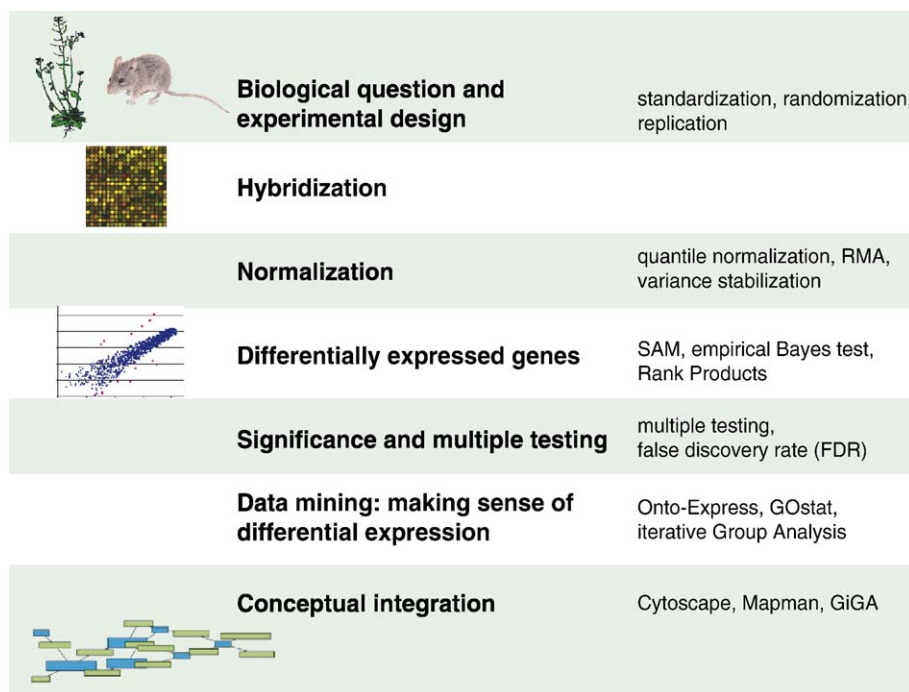 Biological question and
experimental design
standardization, randomization,
replication
Hybridization
Normalization
quantile normalization, RMA,
variance stabilization
Differentially expressed genes
SAM, empirical Bayes test,
Rank Products
Significance and multiple testing
multiple testing,
false discovery rate (FDR)
Data mining: making sense of
differential expression
Onto-Express, GOstat,
iterative Group Analysis
Conceptual integration
Cytoscape, Mapman, GiGA